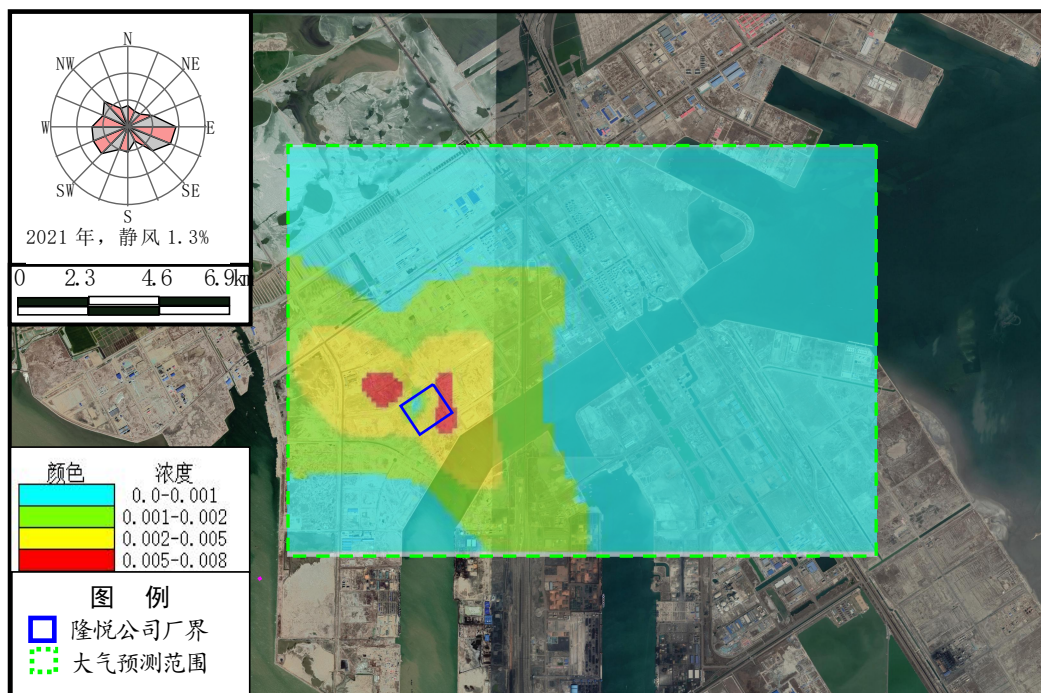 N
NW NE
W E
SW SE
S
2021 年，静风 1.3%
0 2.3 4.6 6.9km
颜色 浓度
0.0-0.001
0.001-0.002
0.002-0.005
0.005-0.008
图 例
隆悦公司厂界
大气预测范围